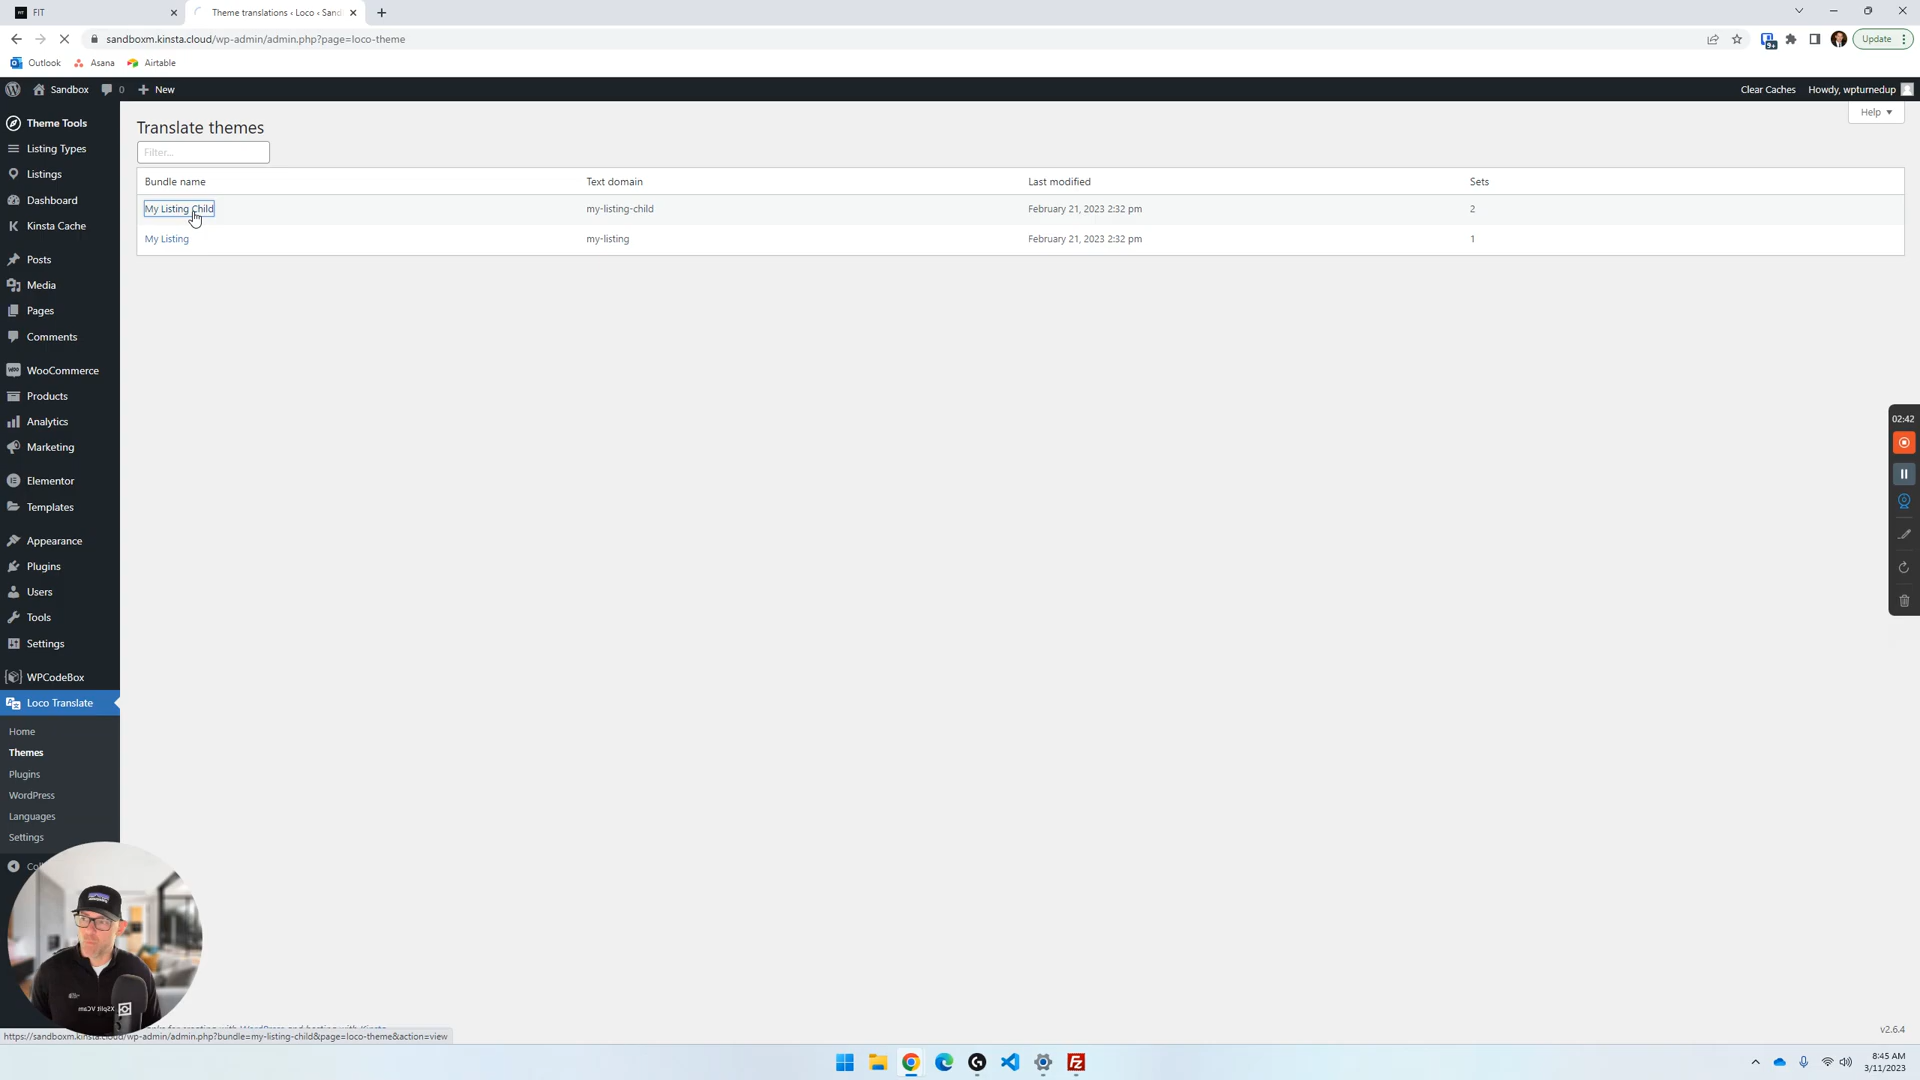 FIT
Theme translations ‹ Loco ‹ Sand
sandboxm.kinsta.cloud/wp-admin/admin.php?page=loco-theme
9+
Update
Outlook
Asana
Airtable
Sandbox
0
New
Clear Caches
Howdy, wpturnedup
Help
Theme Tools
Listing Types
Listings
Dashboard
Kinsta Cache
Posts
Media
Pages
Comments
WooCommerce
Products
Analytics
Marketing
Elementor
Templates
Appearance
Plugins
Users
Tools
Settings
WPCodeBox
Loco Translate
Home
Themes
Plugins
WordPress
Languages
Settings
Translate themes
Filter...
Bundle name Text domain Last modified Sets
My Listing Child my-listing-child February 21, 2023 2:32 pm 2
My Listing my-listing February 21, 2023 2:32 pm 1
02:42
XSplit VCam
https://sandboxm.kinsta.cloud/wp-admin/admin.php?bundle=my-listing-child&page=loco-theme&action=view
v2.6.4
8:45 AM
3/11/2023